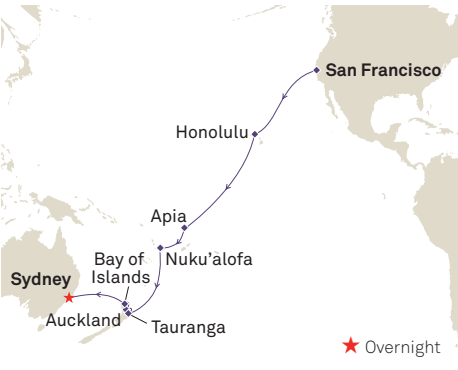 San Francisco
Honolulu
Apia
Nuku'alofa
Bay of
Islands
Sydney
Auckland
Tauranga
Overnight